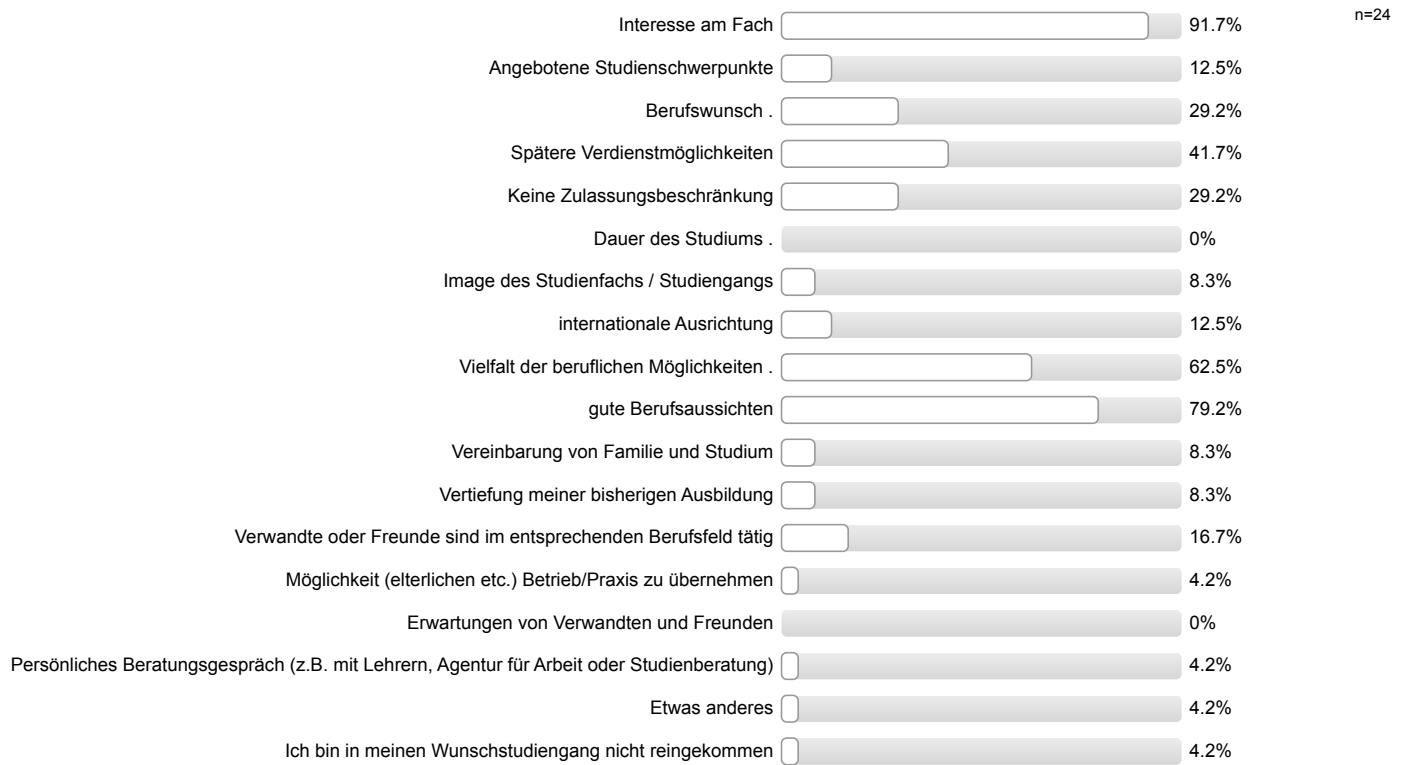 n=24
Interesse am Fach 91.7%
Angebotene Studienschwerpunkte 12.5%
Berufswunsch . 29.2%
Spätere Verdienstmöglichkeiten 41.7%
Keine Zulassungsbeschränkung 29.2%
Dauer des Studiums . 0%
Image des Studienfachs / Studiengangs 8.3%
internationale Ausrichtung 12.5%
Vielfalt der beruflichen Möglichkeiten . 62.5%
gute Berufsaussichten 79.2%
Vereinbarung von Familie und Studium 8.3%
Vertiefung meiner bisherigen Ausbildung 8.3%
Verwandte oder Freunde sind im entsprechenden Berufsfeld tätig 16.7%
Möglichkeit (elterlichen etc.) Betrieb/Praxis zu übernehmen 4.2%
Erwartungen von Verwandten und Freunden 0%
Persönliches Beratungsgespräch (z.B. mit Lehrern, Agentur für Arbeit oder Studienberatung) 4.2%
Etwas anderes 4.2%
Ich bin in meinen Wunschstudiengang nicht reingekommen 4.2%